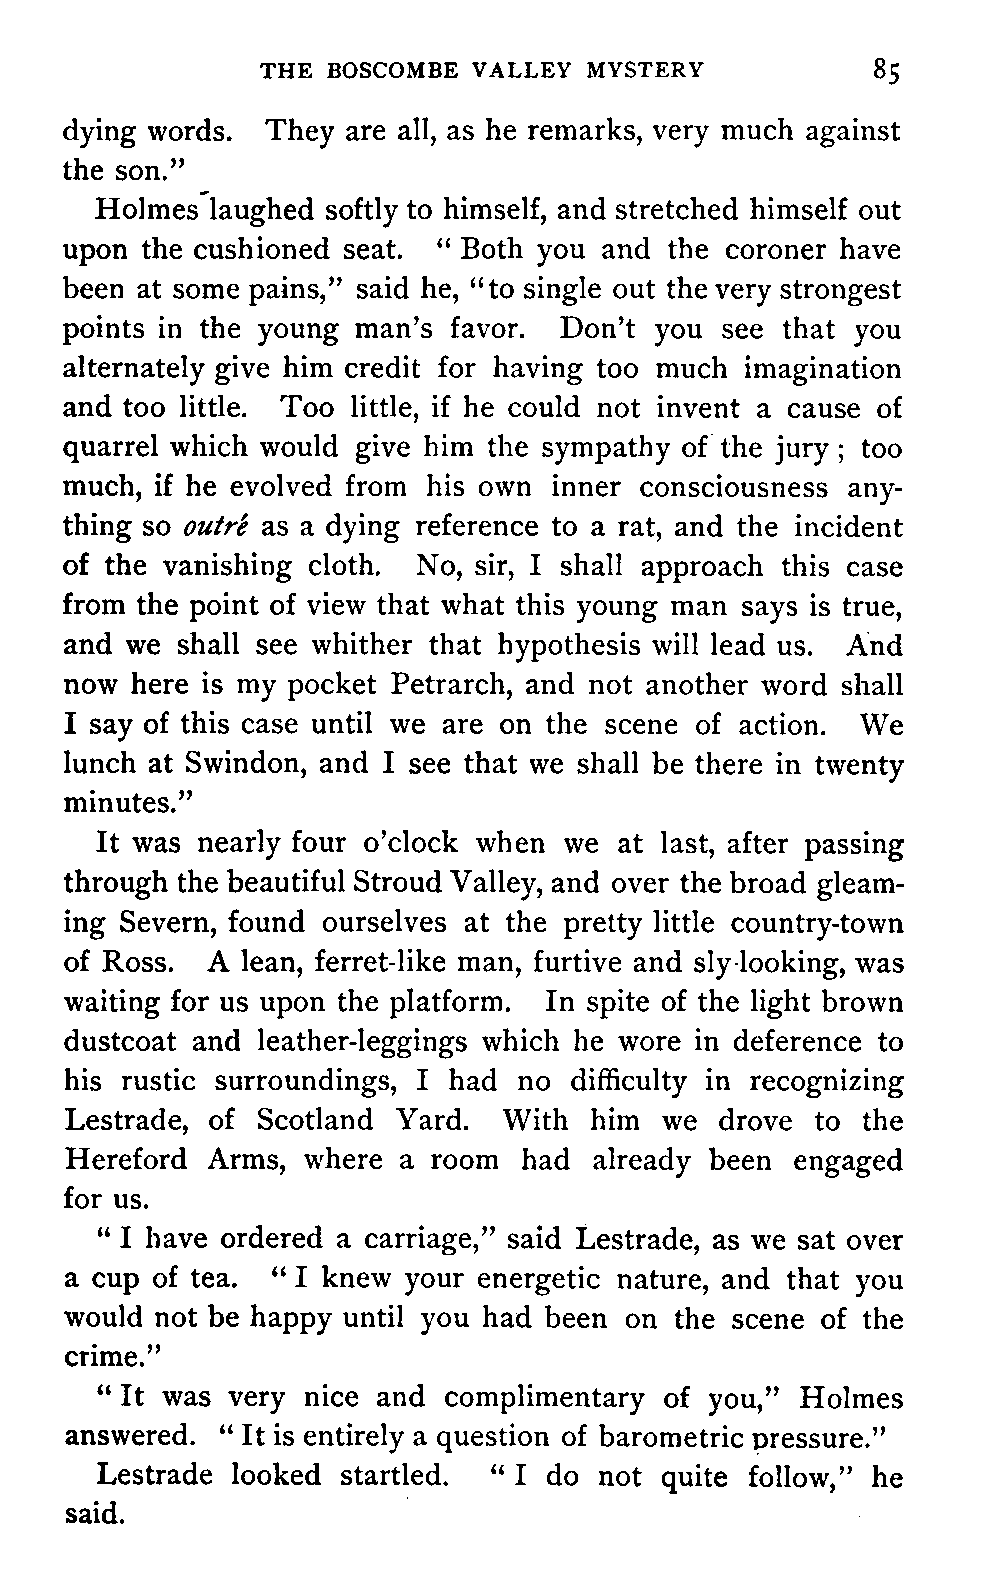 THE BOSCOMBE VALLEY MYSTERY 85
dying words. They are all, as he remarks, very much against
the son."
Holmes laughed softly to himself, and stretched himself out
upon the cushioned seat. "Both you and the coroner have
been at some pains," said he, "to single out the very strongest
points in the young man's favor. Don't you see that you
alternately give him credit for having too much imagination
and too little. Too little, if he could not invent a cause of
quarrel which would give him the sympathy of the jury; too
much, if he evolved from his own inner consciousness any-
thing so outré as a dying reference to a rat, and the incident
of the vanishing cloth. No, sir, I shall approach this case
from the point of view that what this young man says is true,
and we shall see whither that hypothesis will lead us. And
now here is my pocket Petrarch, and not another word shall
I say of this case until we are on the scene of action. We
lunch at Swindon, and I see that we shall be there in twenty
minutes."
It was nearly four o'clock when we at last, after passing
through the beautiful Stroud Valley, and over the broad gleam-
ing Severn, found ourselves at the pretty little country-town
of Ross. A lean, ferret-like man, furtive and sly-looking, was
waiting for us upon the platform. In spite of the light brown
dustcoat and leather-leggings which he wore in deference to
his rustic surroundings, I had no difficulty in recognizing
Lestrade, of Scotland Yard. With him we drove to the
Hereford Arms, where a room had already been engaged
for us.
"I have ordered a carriage," said Lestrade, as we sat over
a cup of tea. "I knew your energetic nature, and that you
would not be happy until you had been on the scene of the
crime."
"It was very nice and complimentary of you," Holmes
answered. "It is entirely a question of barometric pressure."
Lestrade looked startled. "I do not quite follow," he
said.